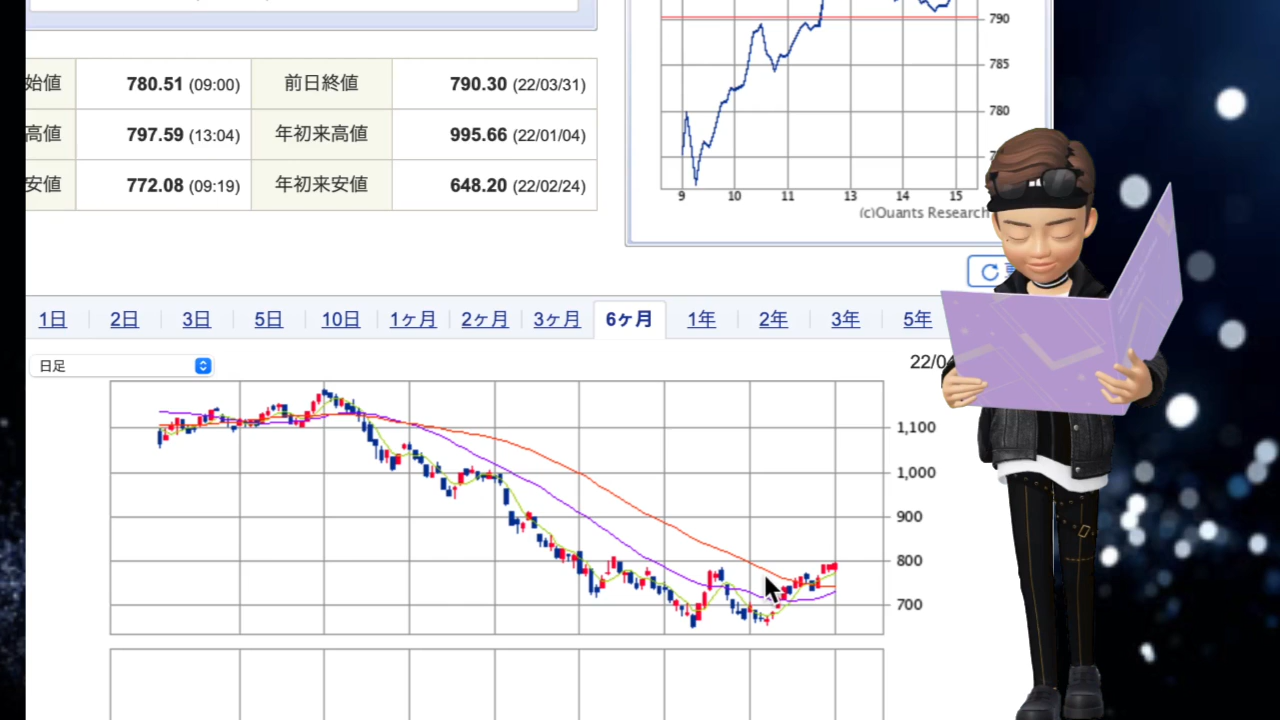 790
785
780
9 10 11 13 14 15
(c)Quants Research
始値 780.51 (09:00) 前日終値 790.30 (22/03/31)
高値 797.59 (13:04) 年初来高値 995.66 (22/01/04)
安値 772.08 (09:19) 年初来安値 648.20 (22/02/24)
1日 2日 3日 5日 10日 1ヶ月 2ヶ月 3ヶ月 6ヶ月 1年 2年 3年 5年
日足
22/0
1,100
1,000
900
800
700